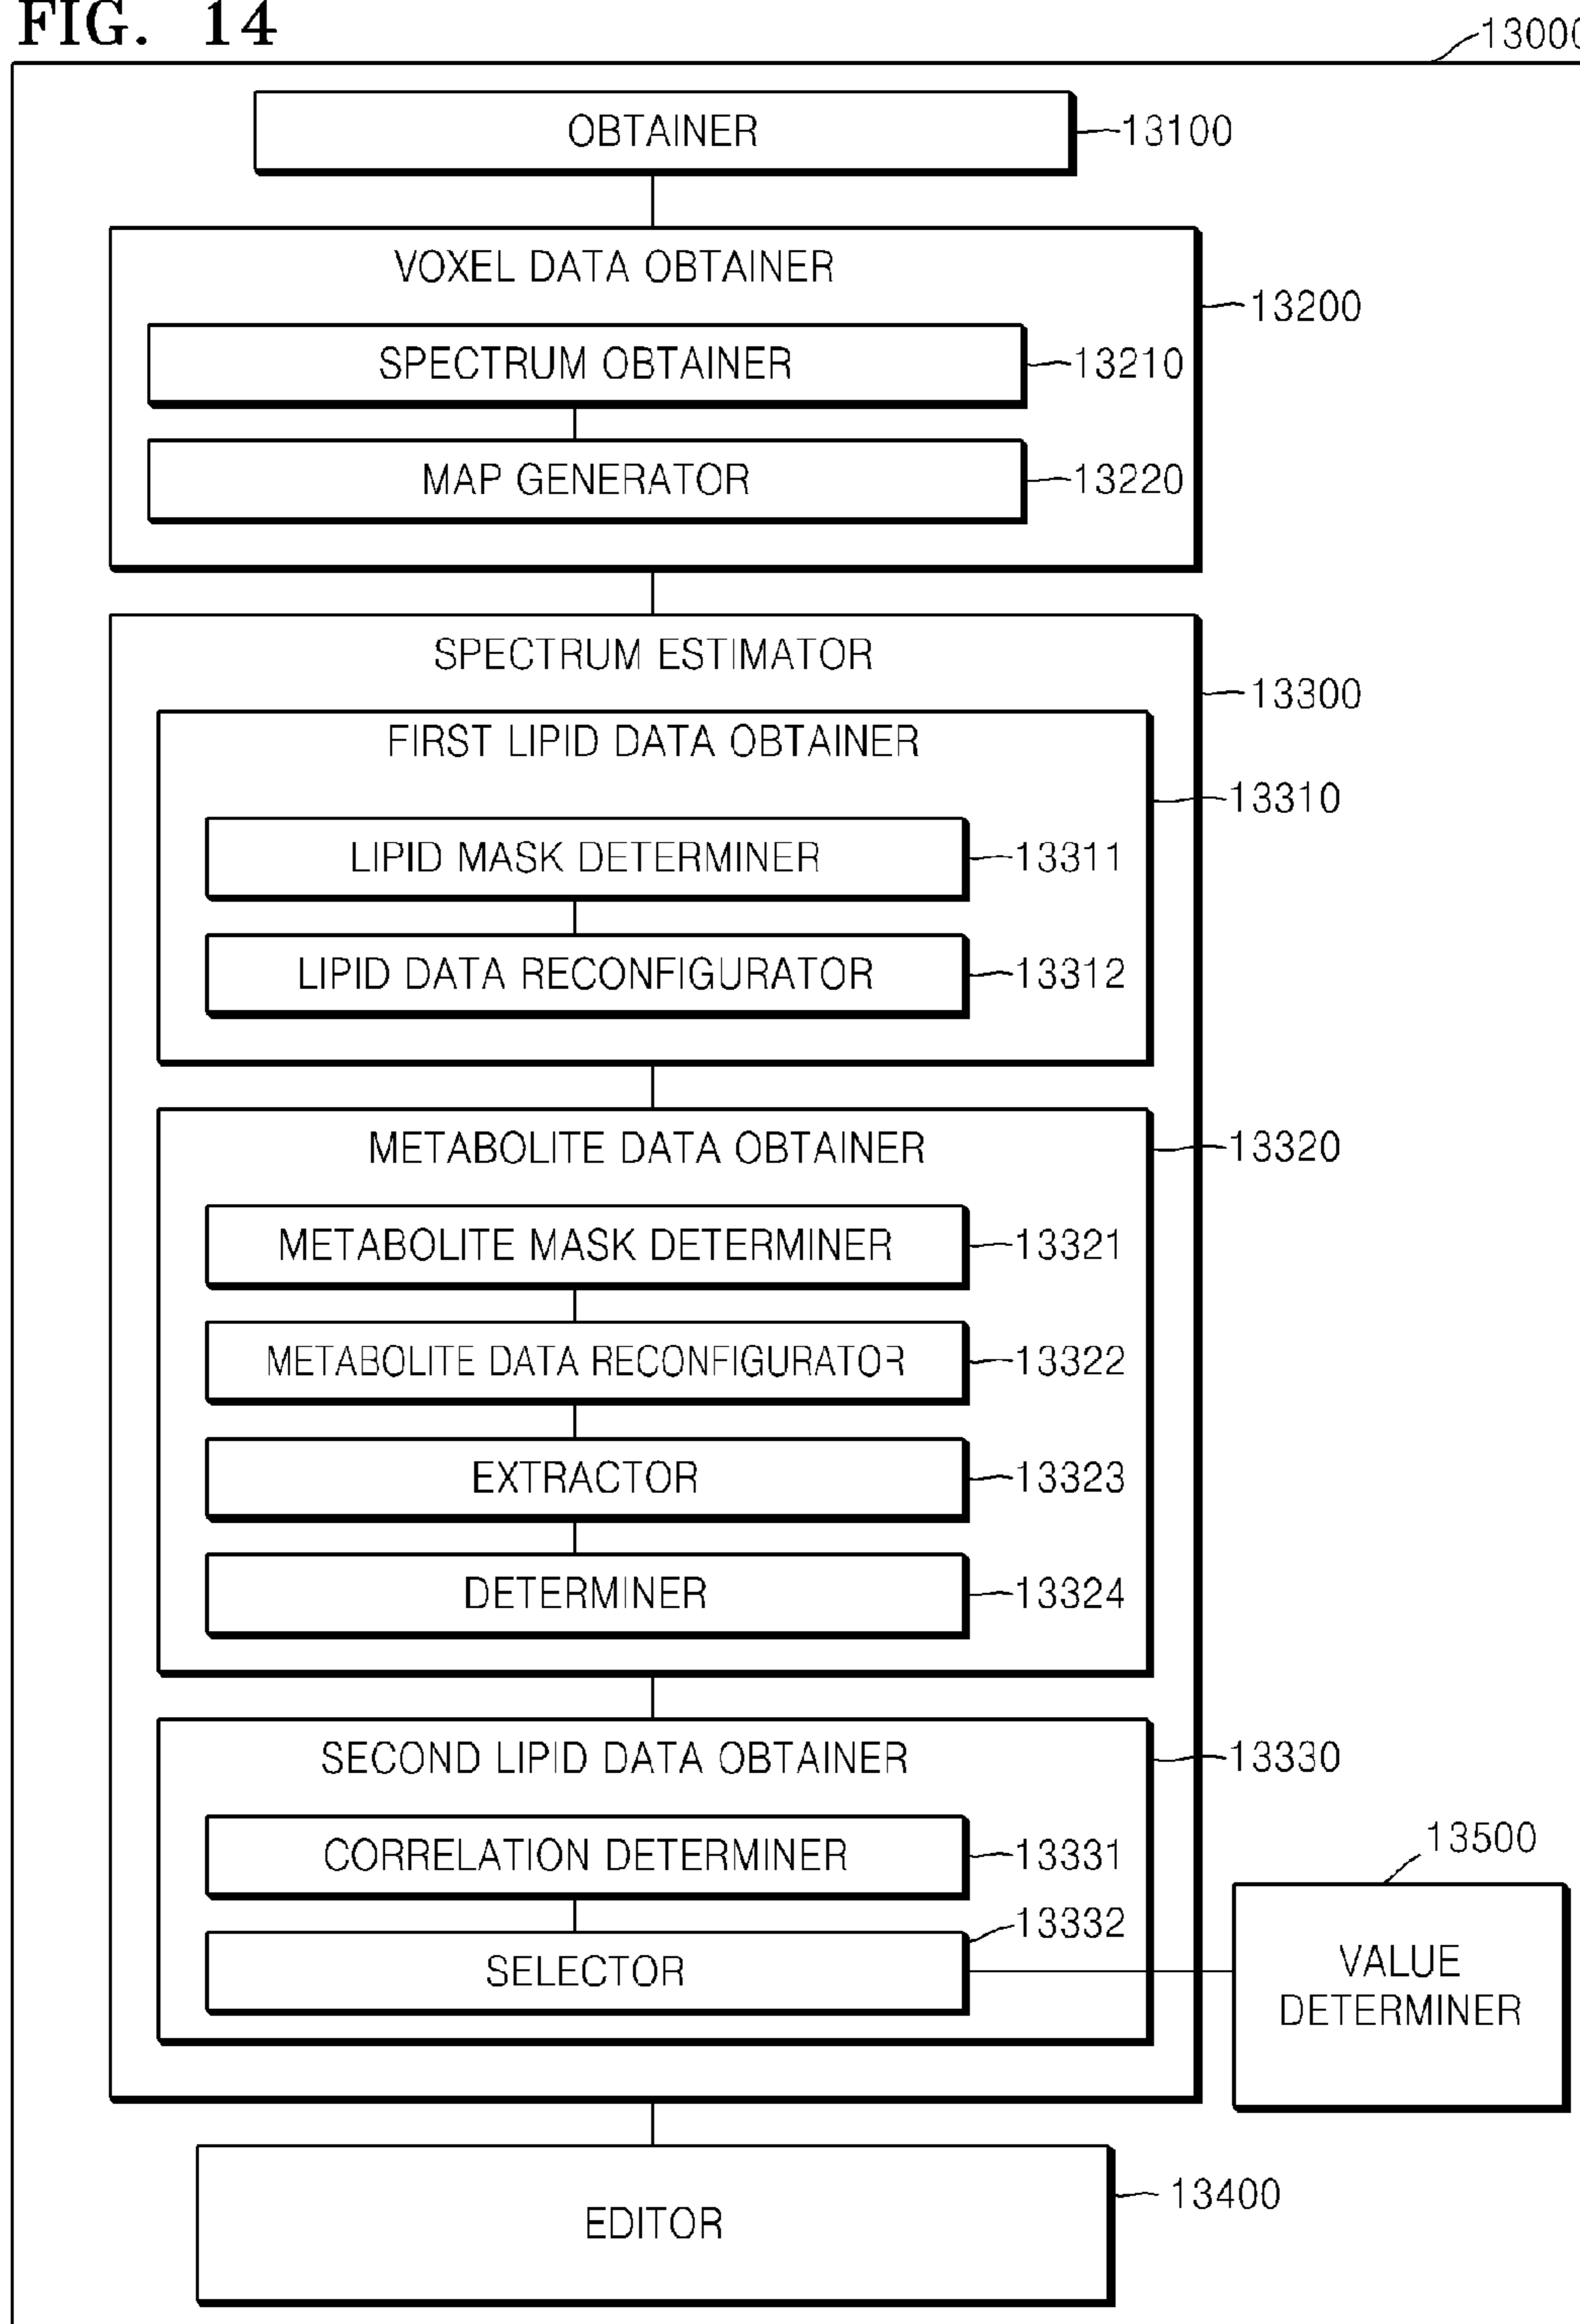 FIG. 14
13000
OBTAINER
13100
VOXEL DATA OBTAINER
13200
SPECTRUM OBTAINER
13210
MAP GENERATOR
13220
SPECTRUM ESTIMATOR
13300
FIRST LIPID DATA OBTAINER
13310
LIPID MASK DETERMINER
13311
LIPID DATA RECONFIGURATOR
13312
METABOLITE DATA OBTAINER
13320
METABOLITE MASK DETERMINER
13321
METABOLITE DATA RECONFIGURATOR
13322
EXTRACTOR
13323
DETERMINER
13324
SECOND LIPID DATA OBTAINER
13330
CORRELATION DETERMINER
13331
SELECTOR
13332
13500
VALUE
DETERMINER
EDITOR
13400